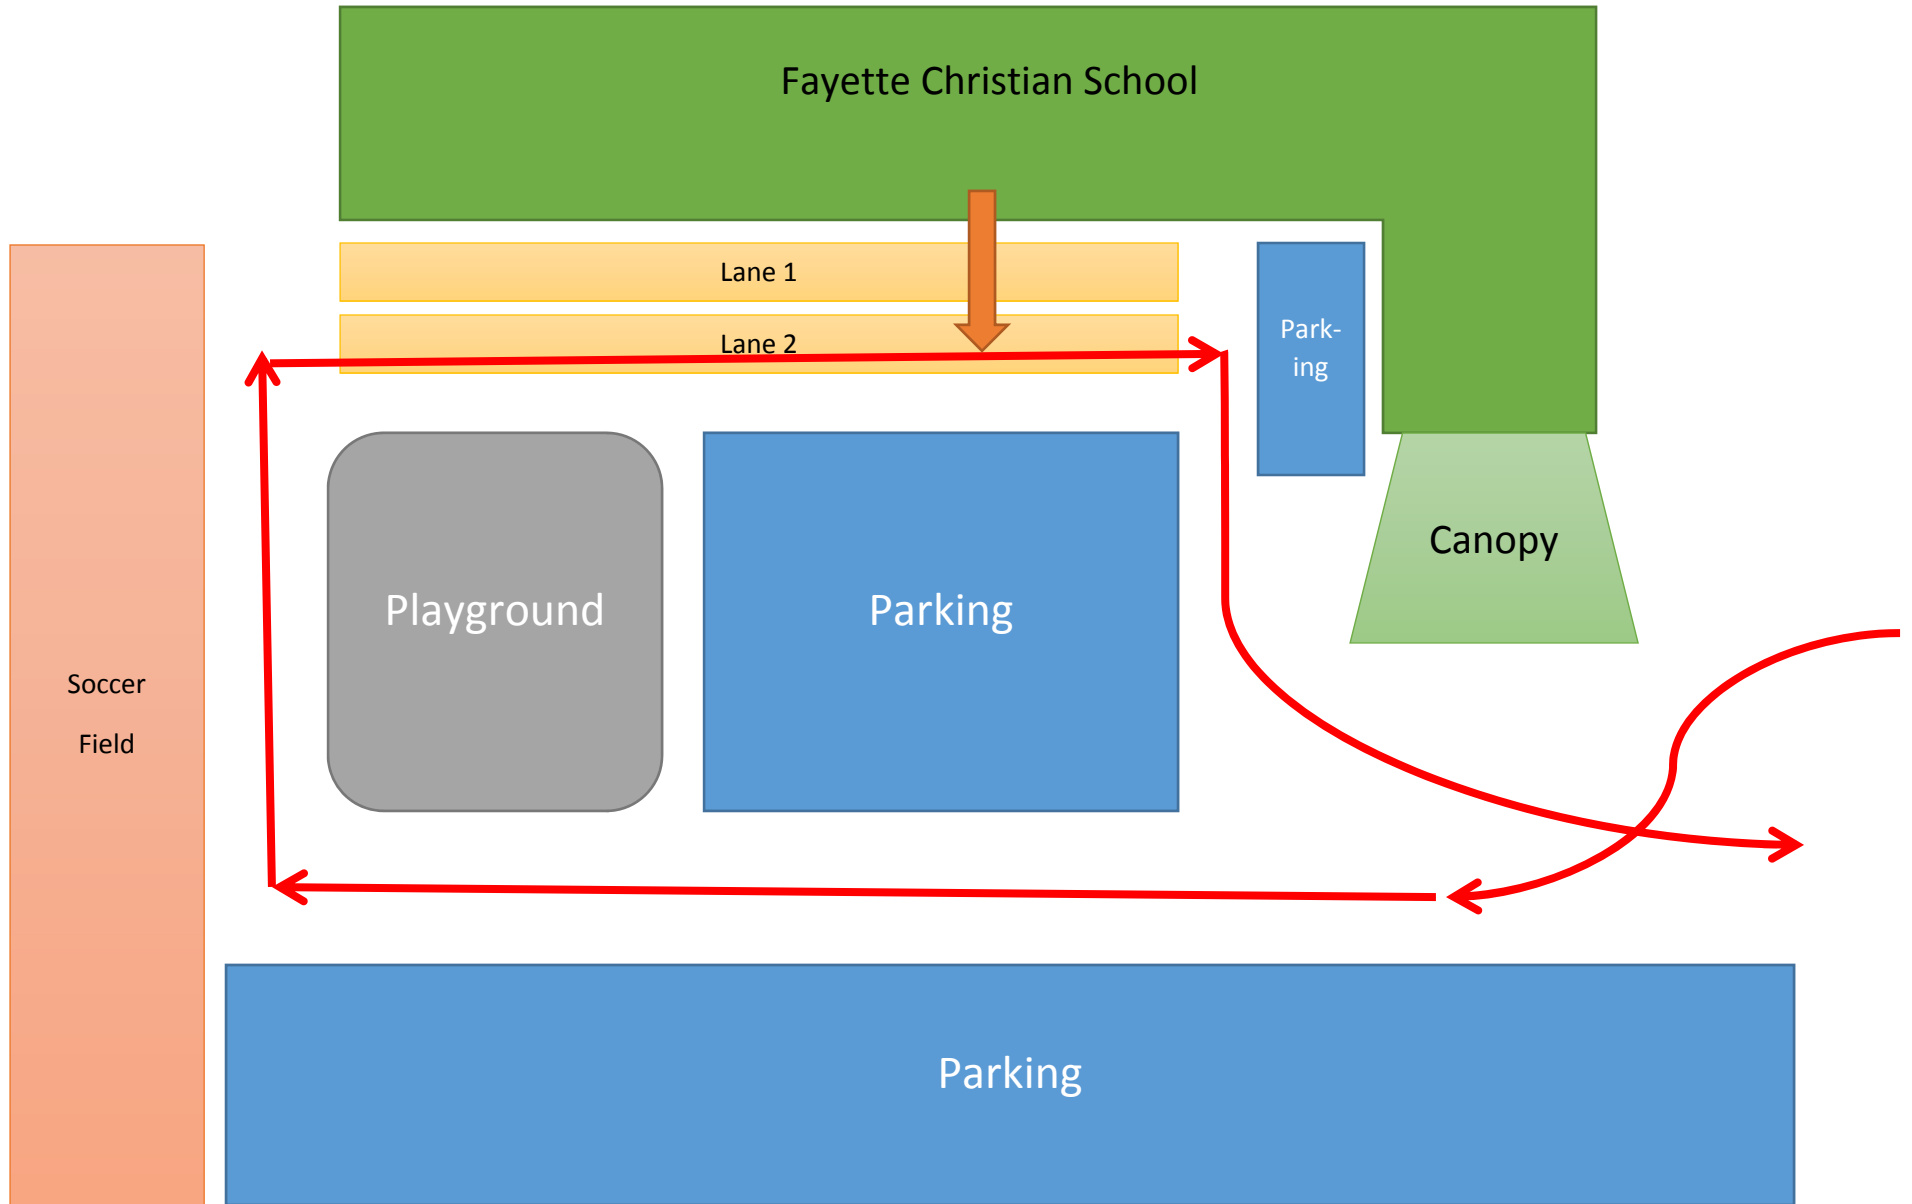 Fayette Christian School
Lane 1
Lane 2
Park-
ing
Canopy
Playground
Parking
Soccer
Field
Parking